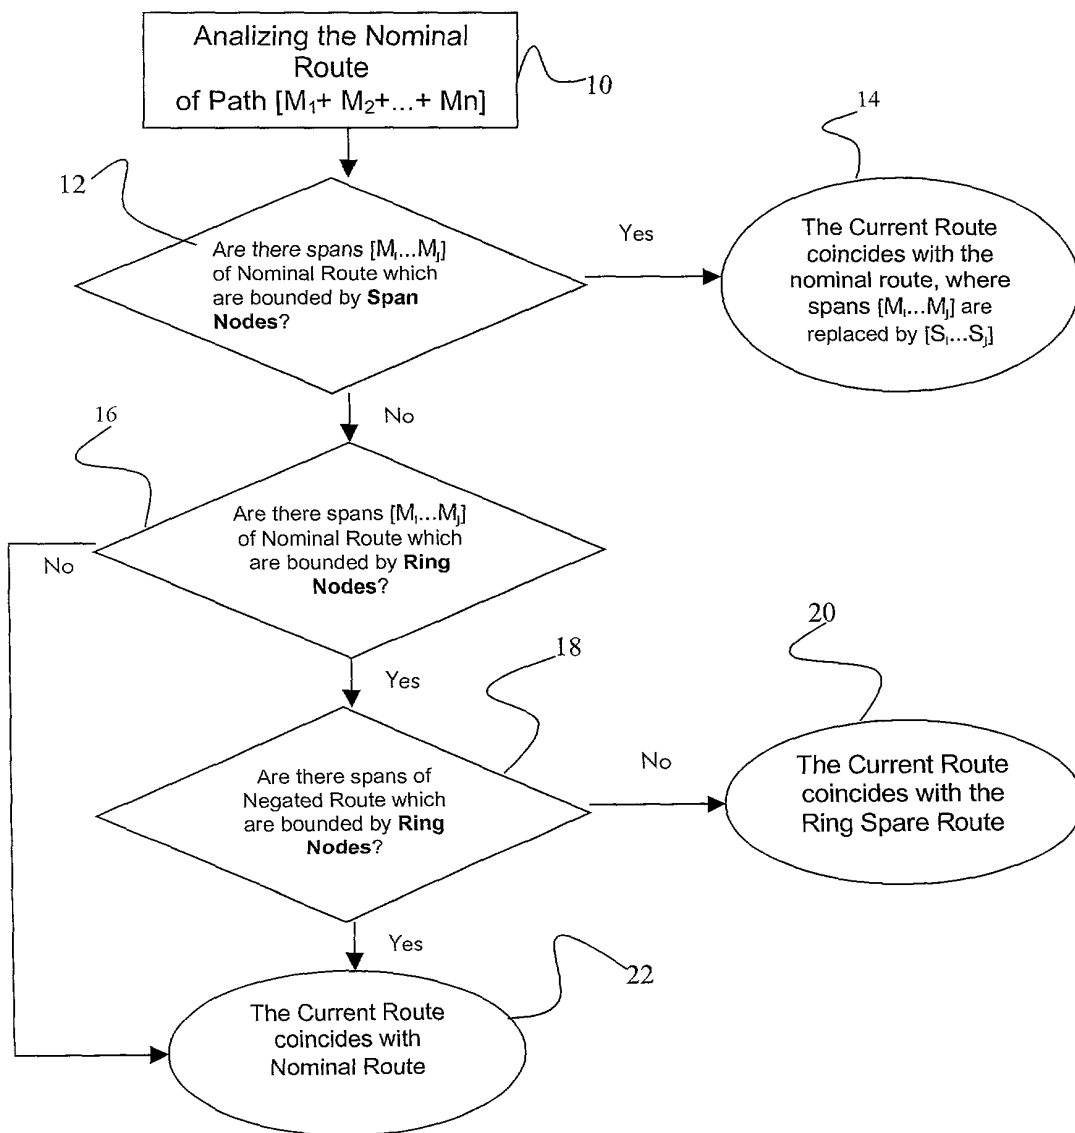 Analizing the Nominal
Route
of Path [M₁+ M₂+...+ Mn]
10
12
Are there spans [Mᵢ...Mⱼ]
of Nominal Route which
are bounded by Span
Nodes?
Yes
14
The Current Route
coincides with the
nominal route, where
spans [Mᵢ...Mⱼ] are
replaced by [Sᵢ...Sⱼ]
No
16
Are there spans [Mᵢ...Mⱼ]
of Nominal Route which
are bounded by Ring
Nodes?
No
Yes
18
Are there spans of
Negated Route which
are bounded by Ring
Nodes?
No
20
The Current Route
coincides with the
Ring Spare Route
Yes
22
The Current Route
coincides with
Nominal Route